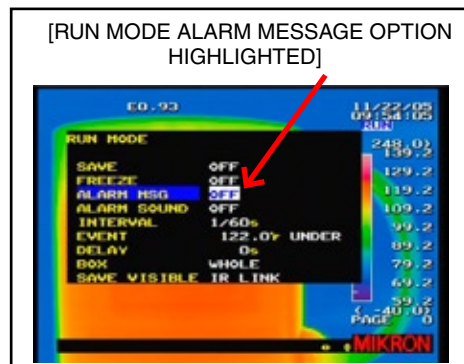 [RUN MODE ALARM MESSAGE OPTION
HIGHLIGHTED]
E0.93
11/22/05
09:54:05
RUN
RUN MODE
248.0)
139.2
SAVE OFF
129.2
FREEZE OFF
ALARM MSG OFF
119.2
ALARM SOUND OFF
109.2
INTERVAL 1/60s
99.2
EVENT 122.0F UNDER
89.2
DELAY 0s
BOX WHOLE
79.2
SAVE VISIBLE IR LINK
69.2
59.2
( -40.0)
PAGE 0
MIKRON